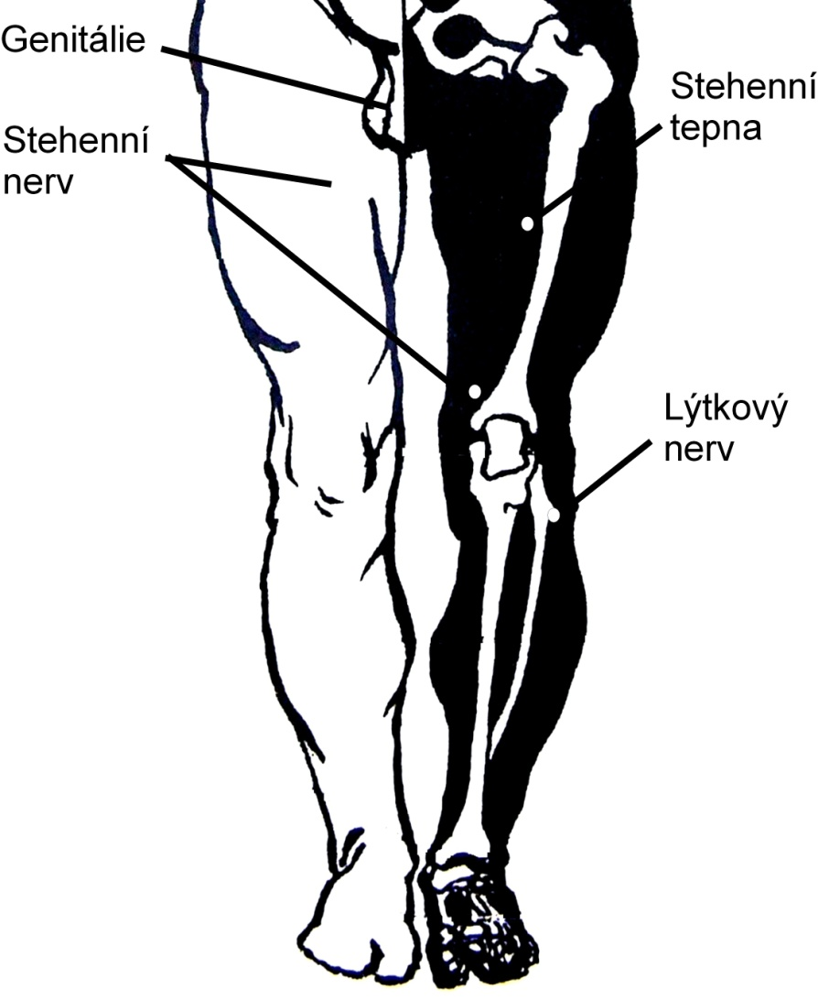 Genitálie
Stehenní
nerv
Stehenní
tepna
Lýtkový
nerv